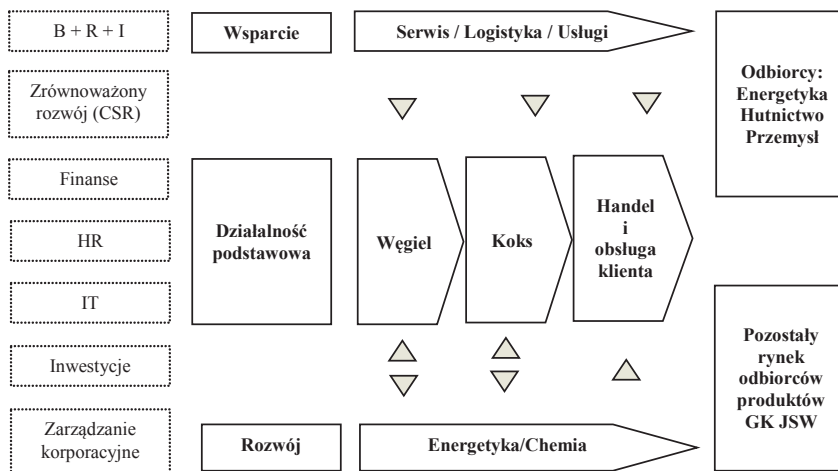 B + R + I
Wsparcie
Serwis / Logistyka / Usługi
Odbiorcy:
Energetyka
Hutnictwo
Przemysł
Zrównoważony
rozwój (CSR)
Finanse
HR
IT
Działalność
podstawowa
Węgiel
Koks
Handel
i
obsługa
klienta
Inwestycje
Pozostały
rynek
odbiorców
produktów
GK JSW
Zarządzanie
korporacyjne
Rozwój
Energetyka/Chemia